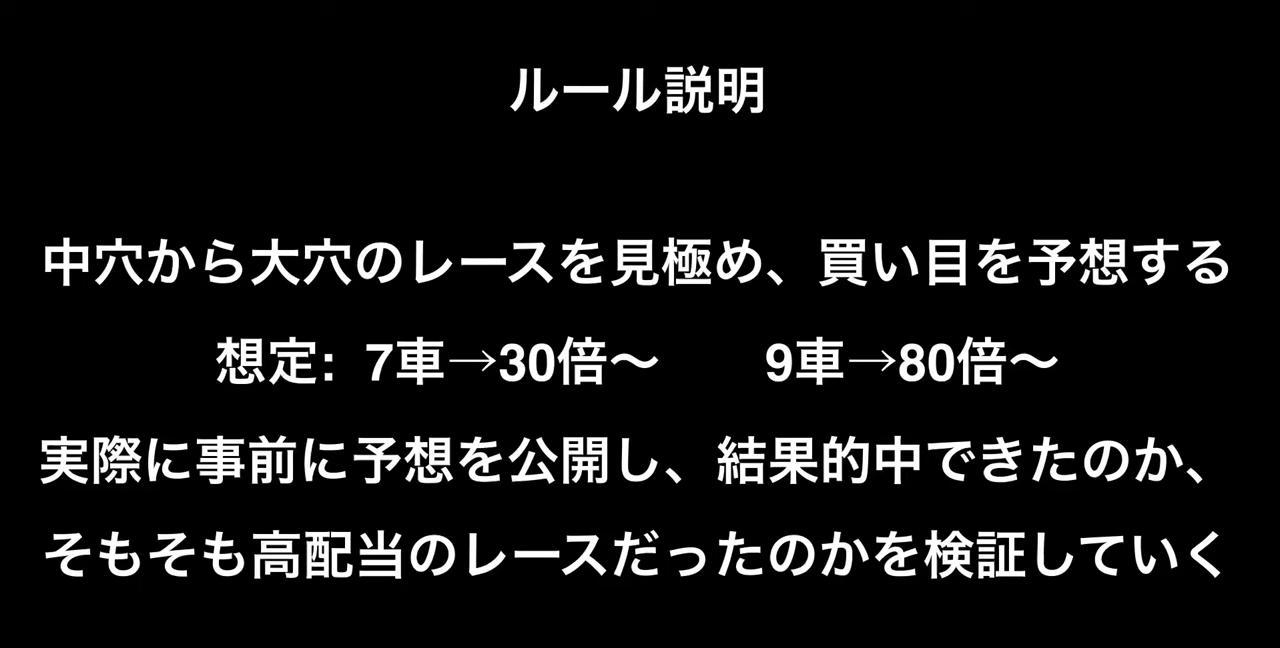 ルール説明
中穴から大穴のレースを見極め、買い目を予想する
想定: 7車→30倍〜 9車→80倍〜
実際に事前に予想を公開し、結果的中できたのか、
そもそも高配当のレースだったのかを検証していく